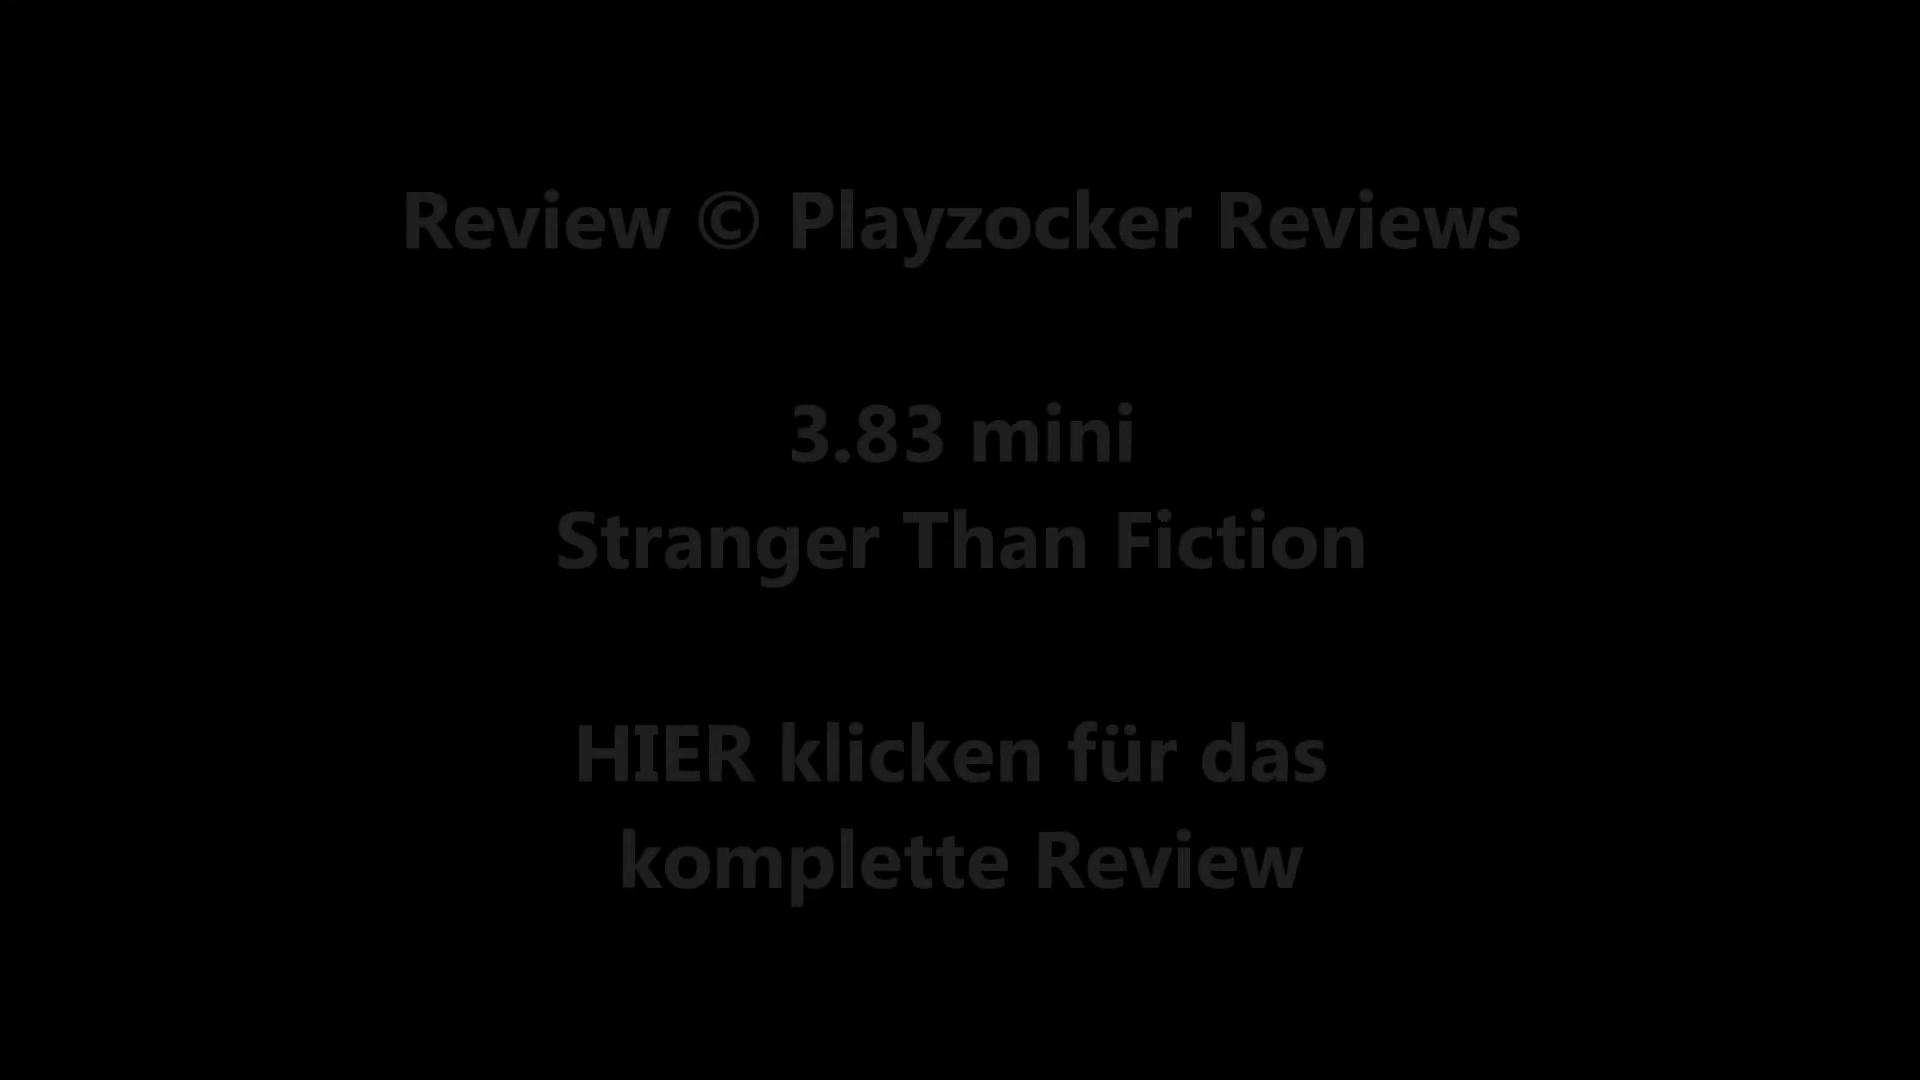 Review © Playzocker Reviews
3.83 mini
Stranger Than Fiction
HIER klicken für das
komplette Review